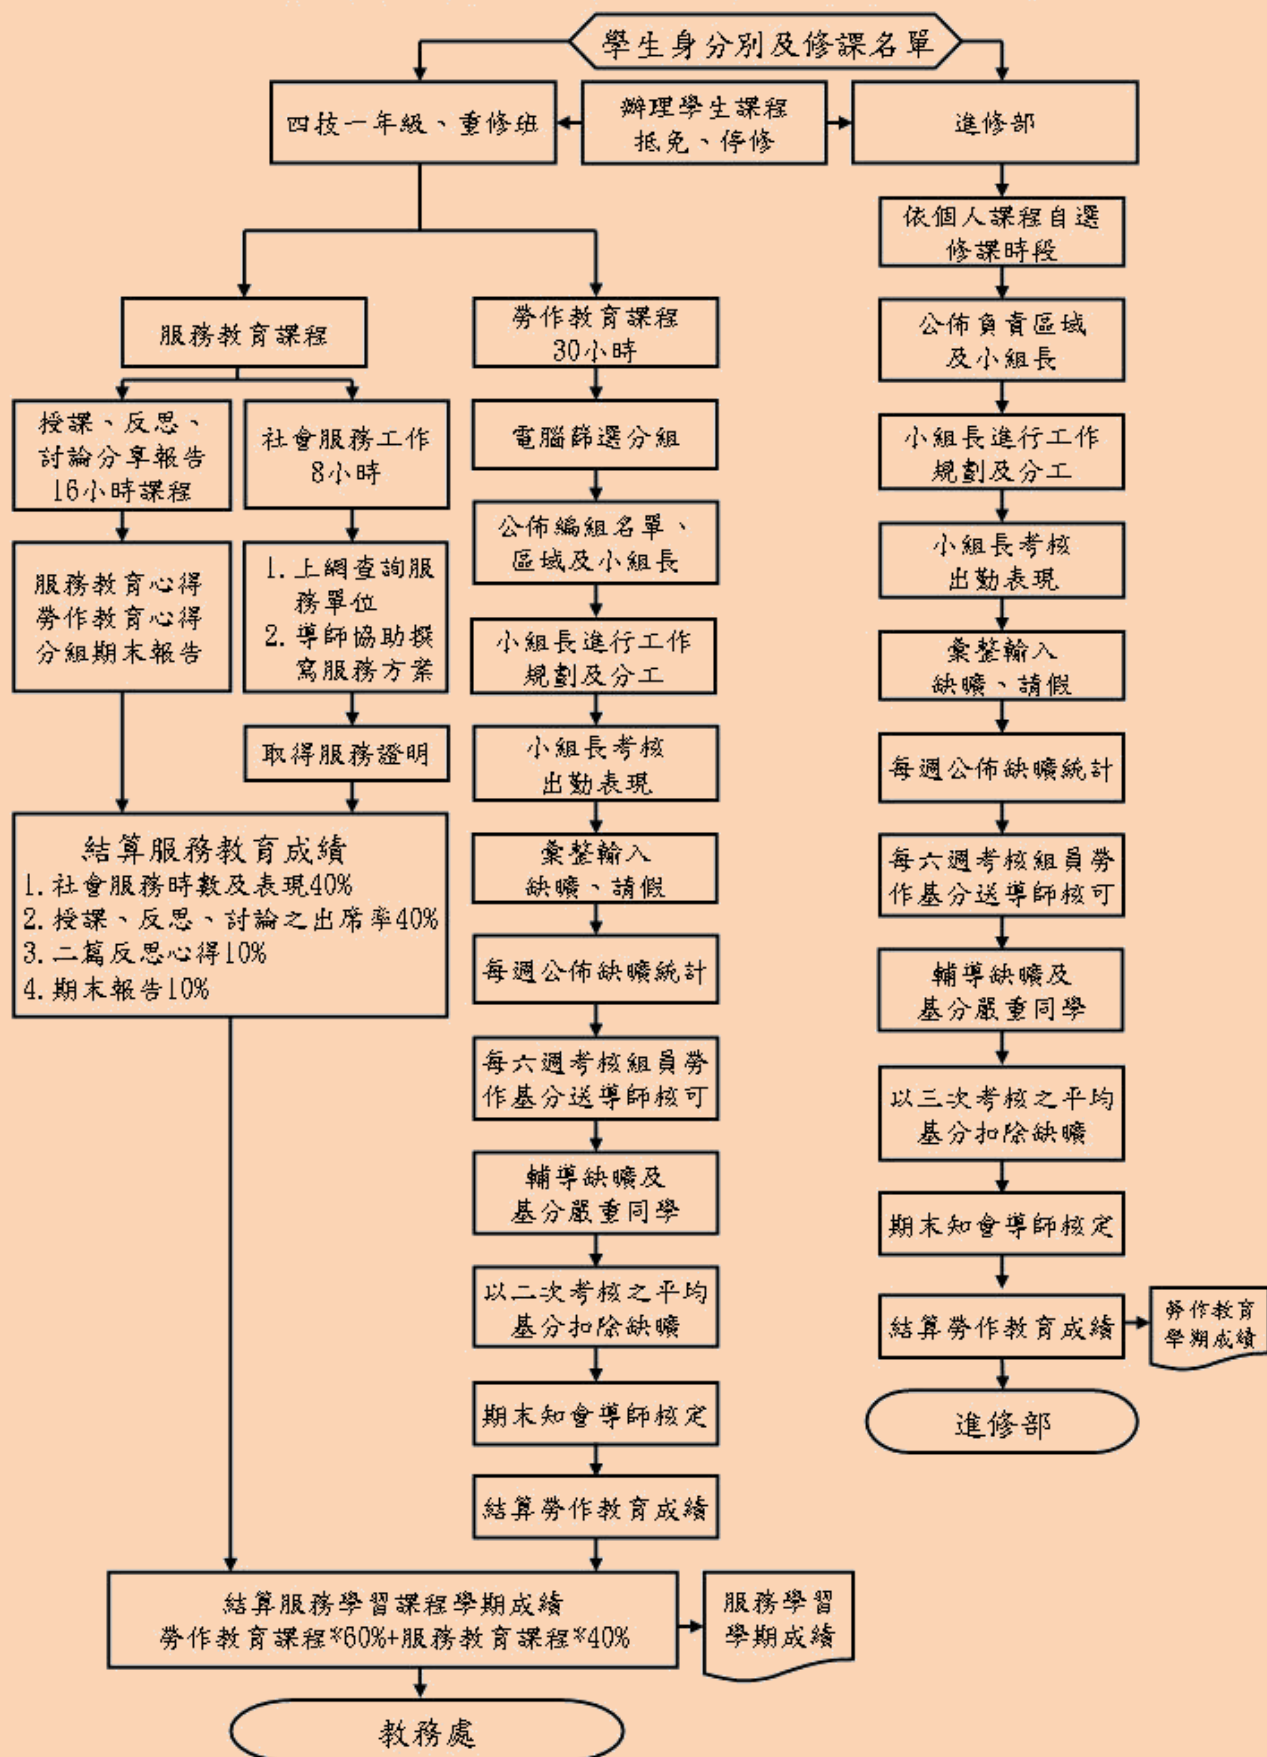 學生身分別及修課名單
四技一年級、重修班
辦理學生課程
抵免、停修
進修部
服務教育課程
授課、反思、
討論分享報告
16小時課程
服務教育心得
勞作教育心得
分組期末報告
社會服務工作
8小時
1.上網查詢服
務單位
2.導師協助撰
寫服務方案
取得服務證明
結算服務教育成績
1.社會服務時數及表現40%
2.授課、反思、討論之出席率40%
3.二篇反思心得10%
4.期末報告10%
勞作教育課程
30小時
電腦篩選分組
公佈編組名單、
區域及小組長
小組長進行工作
規劃及分工
小組長考核
出勤表現
彙整輸入
缺曠、請假
每週公佈缺曠統計
每六週考核組員勞
作基分送導師核可
輔導缺曠及
基分嚴重同學
以二次考核之平均
基分扣除缺曠
期末知會導師核定
結算勞作教育成績
結算服務學習課程學期成績
勞作教育課程*60%+服務教育課程*40%
服務學習
學期成績
教務處
依個人課程自選
修課時段
公佈負責區域
及小組長
小組長進行工作
規劃及分工
小組長考核
出勤表現
彙整輸入
缺曠、請假
每週公佈缺曠統計
每六週考核組員勞
作基分送導師核可
輔導缺曠及
基分嚴重同學
以三次考核之平均
基分扣除缺曠
期末知會導師核定
結算勞作教育成績
勞作教育
學期成績
進修部